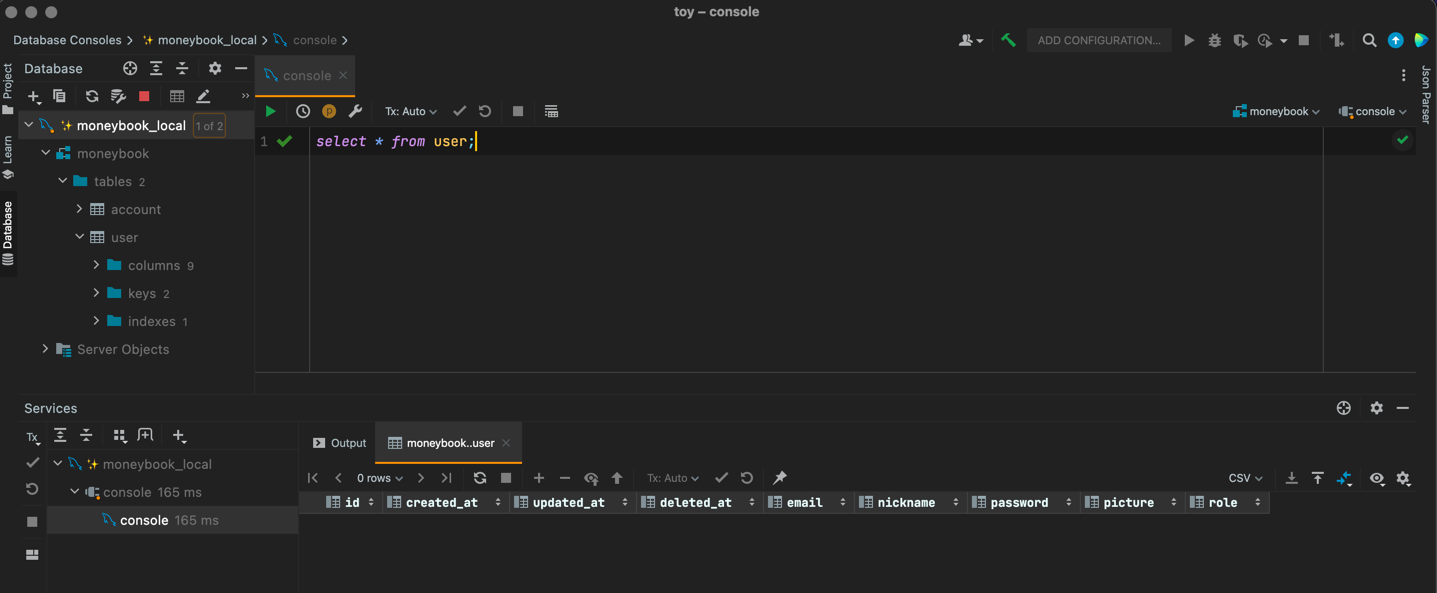 toy – console
Database Consoles > moneybook_local > console >
ADD CONFIGURATION...
Project
Learn
Database
Database
moneybook_local 1 of 2
moneybook
tables 2
account
user
columns 9
keys 2
indexes 1
Server Objects
console
Tx: Auto
moneybook
console
Json Parser
1 select * from user;
Services
Tx
moneybook_local
console 165 ms
console 165 ms
Output
moneybook..user
0 rows
Tx: Auto
CSV
id created_at updated_at deleted_at email nickname password picture role